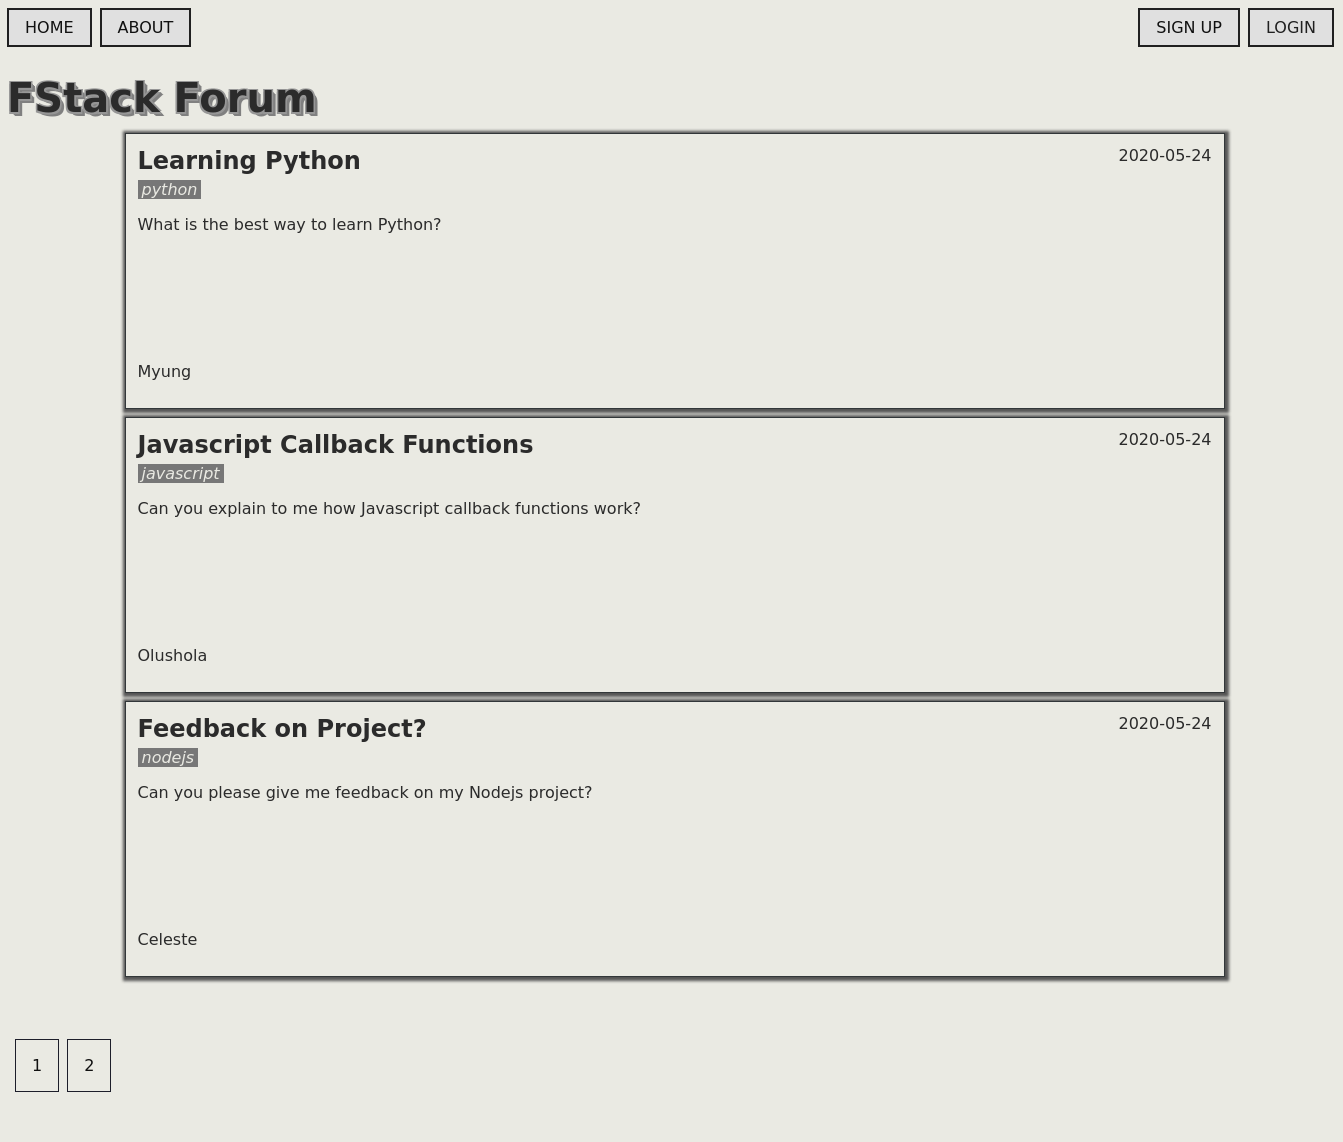 HOME ABOUT SIGN UP LOGIN
FStack Forum
Learning Python 2020-05-24
python
What is the best way to learn Python?
Myung
Javascript Callback Functions 2020-05-24
javascript
Can you explain to me how Javascript callback functions work?
Olushola
Feedback on Project? 2020-05-24
nodejs
Can you please give me feedback on my Nodejs project?
Celeste
1 2